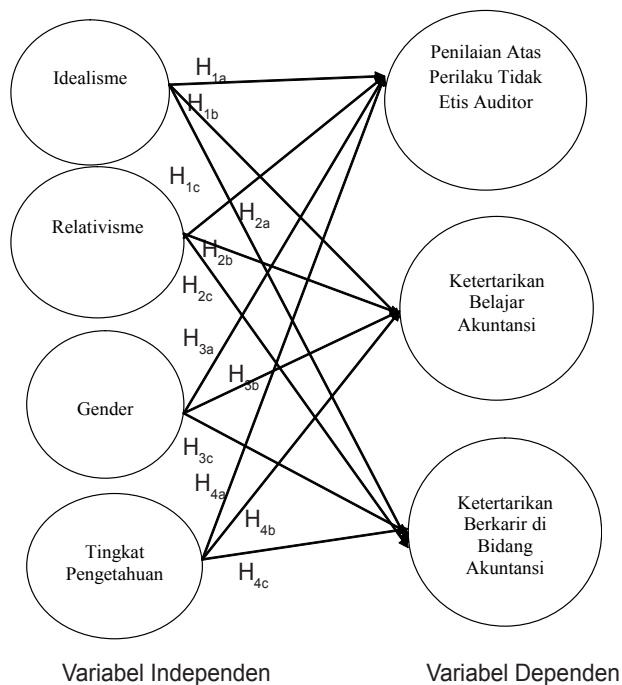 Idealisme
Relativisme
Gender
Tingkat
Pengetahuan
H1a
H1b
H1c
H2a
H2b
H2c
H3a
H3b
H3c
H4a
H4b
H4c
Penilaian Atas
Perilaku Tidak
Etis Auditor
Ketertarikan
Belajar
Akuntansi
Ketertarikan
Berkarir di
Bidang
Akuntansi
Variabel Independen
Variabel Dependen